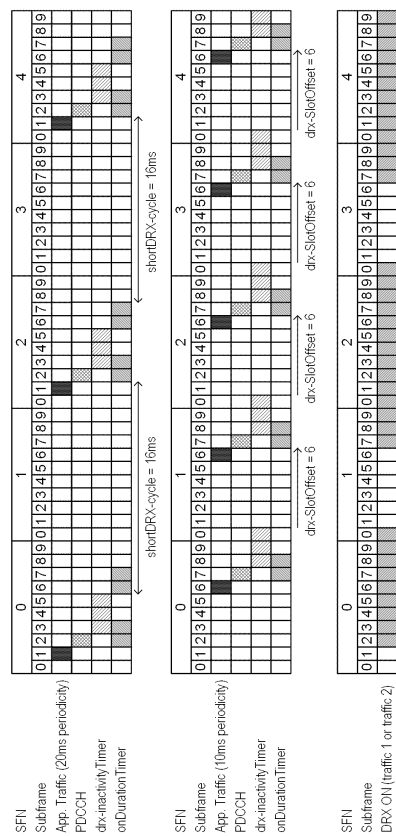 SFN 0 1 2 3 4
Subframe 0 1 2 3 4 5 6 7 8 9 0 1 2 3 4 5 6 7 8 9 0 1 2 3 4 5 6 7 8 9 0 1 2 3 4 5 6 7 8 9 0 1 2 3 4 5 6 7 8 9
App. Traffic (20ms periodicity)
PDCCH
drx-inactivityTimer
onDurationTimer
shortDRX-cycle = 16ms shortDRX-cycle = 16ms
SFN 0 1 2 3 4
Subframe 0 1 2 3 4 5 6 7 8 9 0 1 2 3 4 5 6 7 8 9 0 1 2 3 4 5 6 7 8 9 0 1 2 3 4 5 6 7 8 9 0 1 2 3 4 5 6 7 8 9
App. Traffic (10ms periodicity)
PDCCH
drx-inactivityTimer
onDurationTimer
drx-SlotOffset = 6 drx-SlotOffset = 6 drx-SlotOffset = 6 drx-SlotOffset = 6
SFN 0 1 2 3 4
Subframe 0 1 2 3 4 5 6 7 8 9 0 1 2 3 4 5 6 7 8 9 0 1 2 3 4 5 6 7 8 9 0 1 2 3 4 5 6 7 8 9 0 1 2 3 4 5 6 7 8 9
DRX ON (traffic 1 or traffic 2)